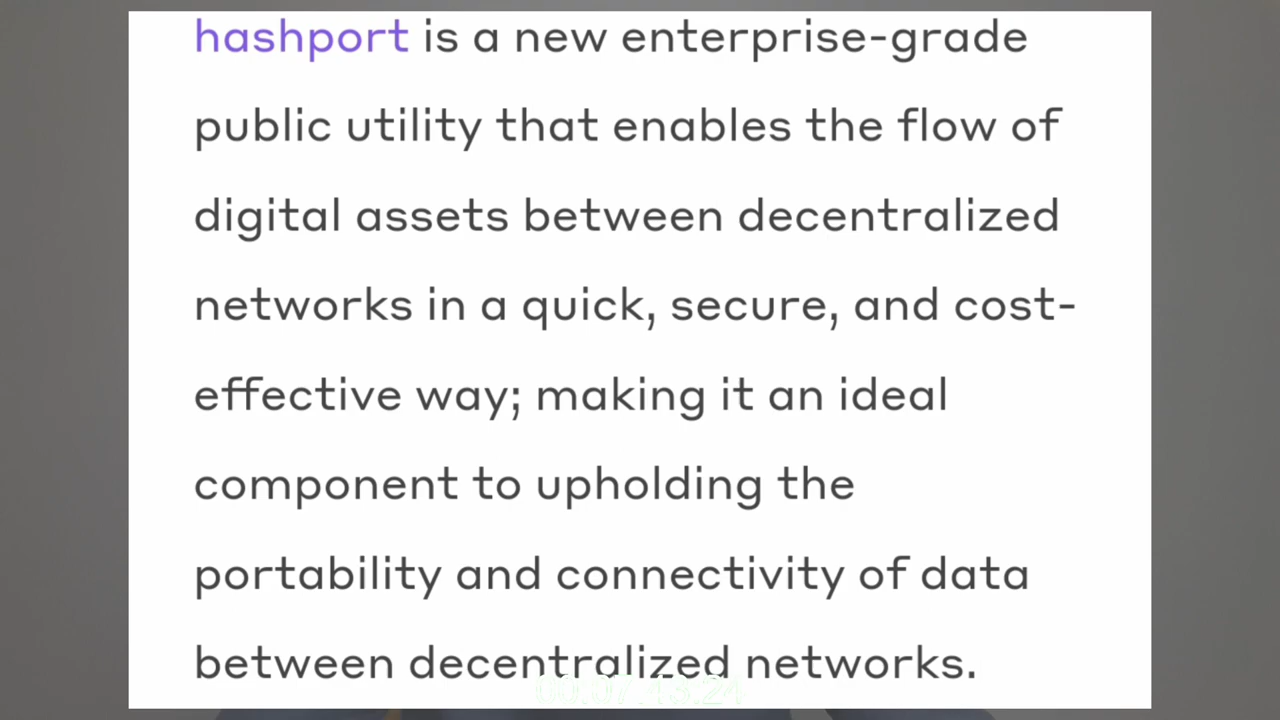 hashport is a new enterprise-grade
public utility that enables the flow of
digital assets between decentralized
networks in a quick, secure, and cost-
effective way; making it an ideal
component to upholding the
portability and connectivity of data
between decentralized networks.